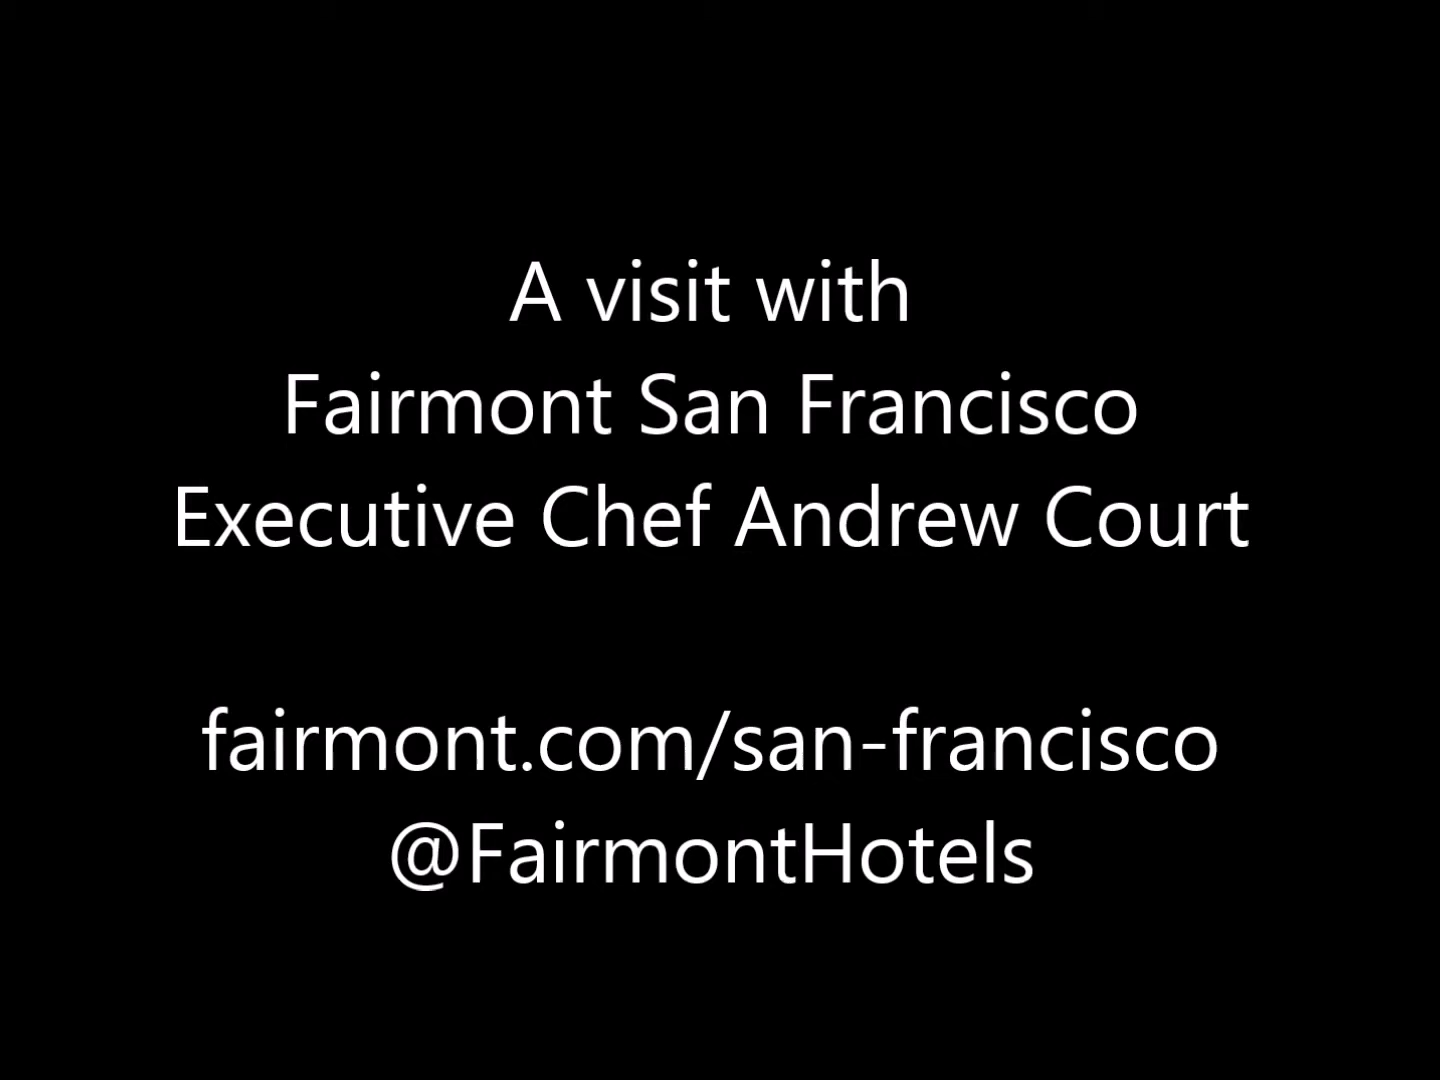 A visit with
Fairmont San Francisco
Executive Chef Andrew Court
fairmont.com/san-francisco
@FairmontHotels